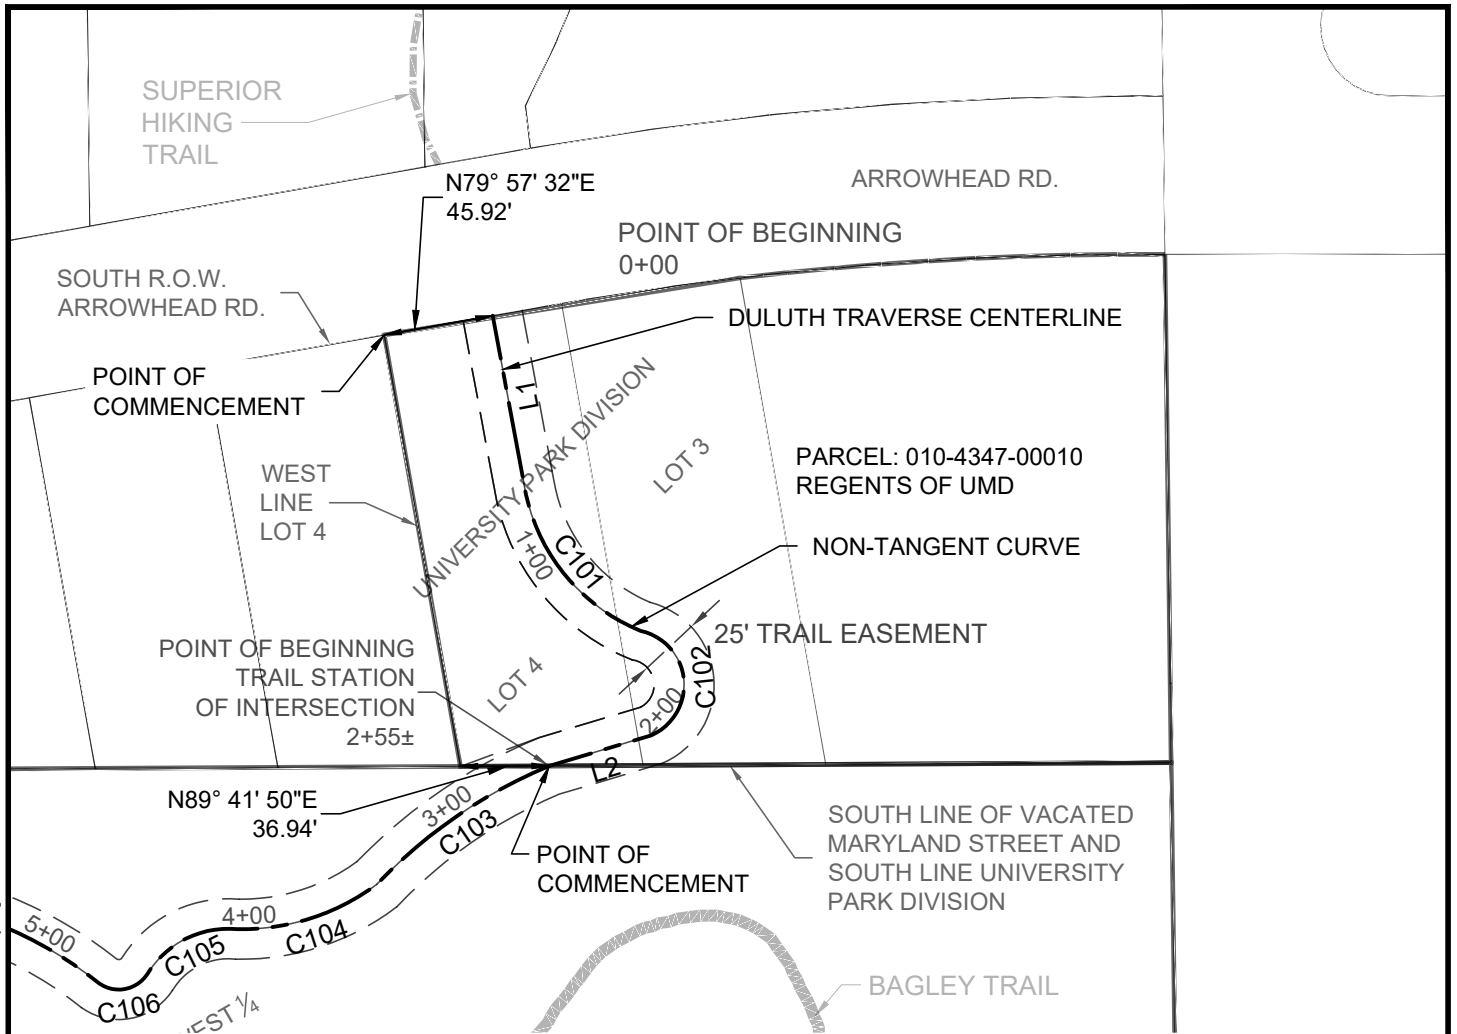 SUPERIOR
HIKING
TRAIL
N79° 57' 32"E
45.92'
ARROWHEAD RD.
POINT OF BEGINNING
0+00
SOUTH R.O.W.
ARROWHEAD RD.
DULUTH TRAVERSE CENTERLINE
POINT OF
COMMENCEMENT
L1
UNIVERSITY PARK DIVISION
LOT 3
PARCEL: 010-4347-00010
REGENTS OF UMD
WEST
LINE
LOT 4
1+00
C101
NON-TANGENT CURVE
25' TRAIL EASEMENT
POINT OF BEGINNING
TRAIL STATION
OF INTERSECTION
2+55±
LOT 4
C102
2+00
L2
N89° 41' 50"E
36.94'
3+00
C103
POINT OF
COMMENCEMENT
SOUTH LINE OF VACATED
MARYLAND STREET AND
SOUTH LINE UNIVERSITY
PARK DIVISION
5+00
4+00
C105
C104
C106
BAGLEY TRAIL
EST ¼